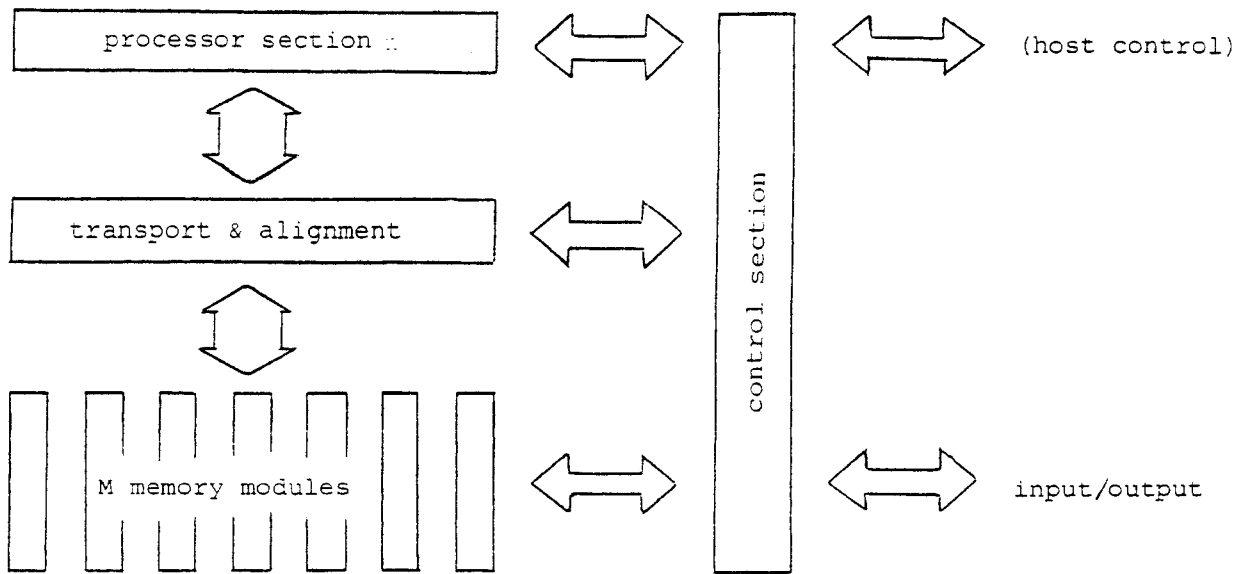 processor section
(host control)
transport & alignment
control section
M memory modules
input/output